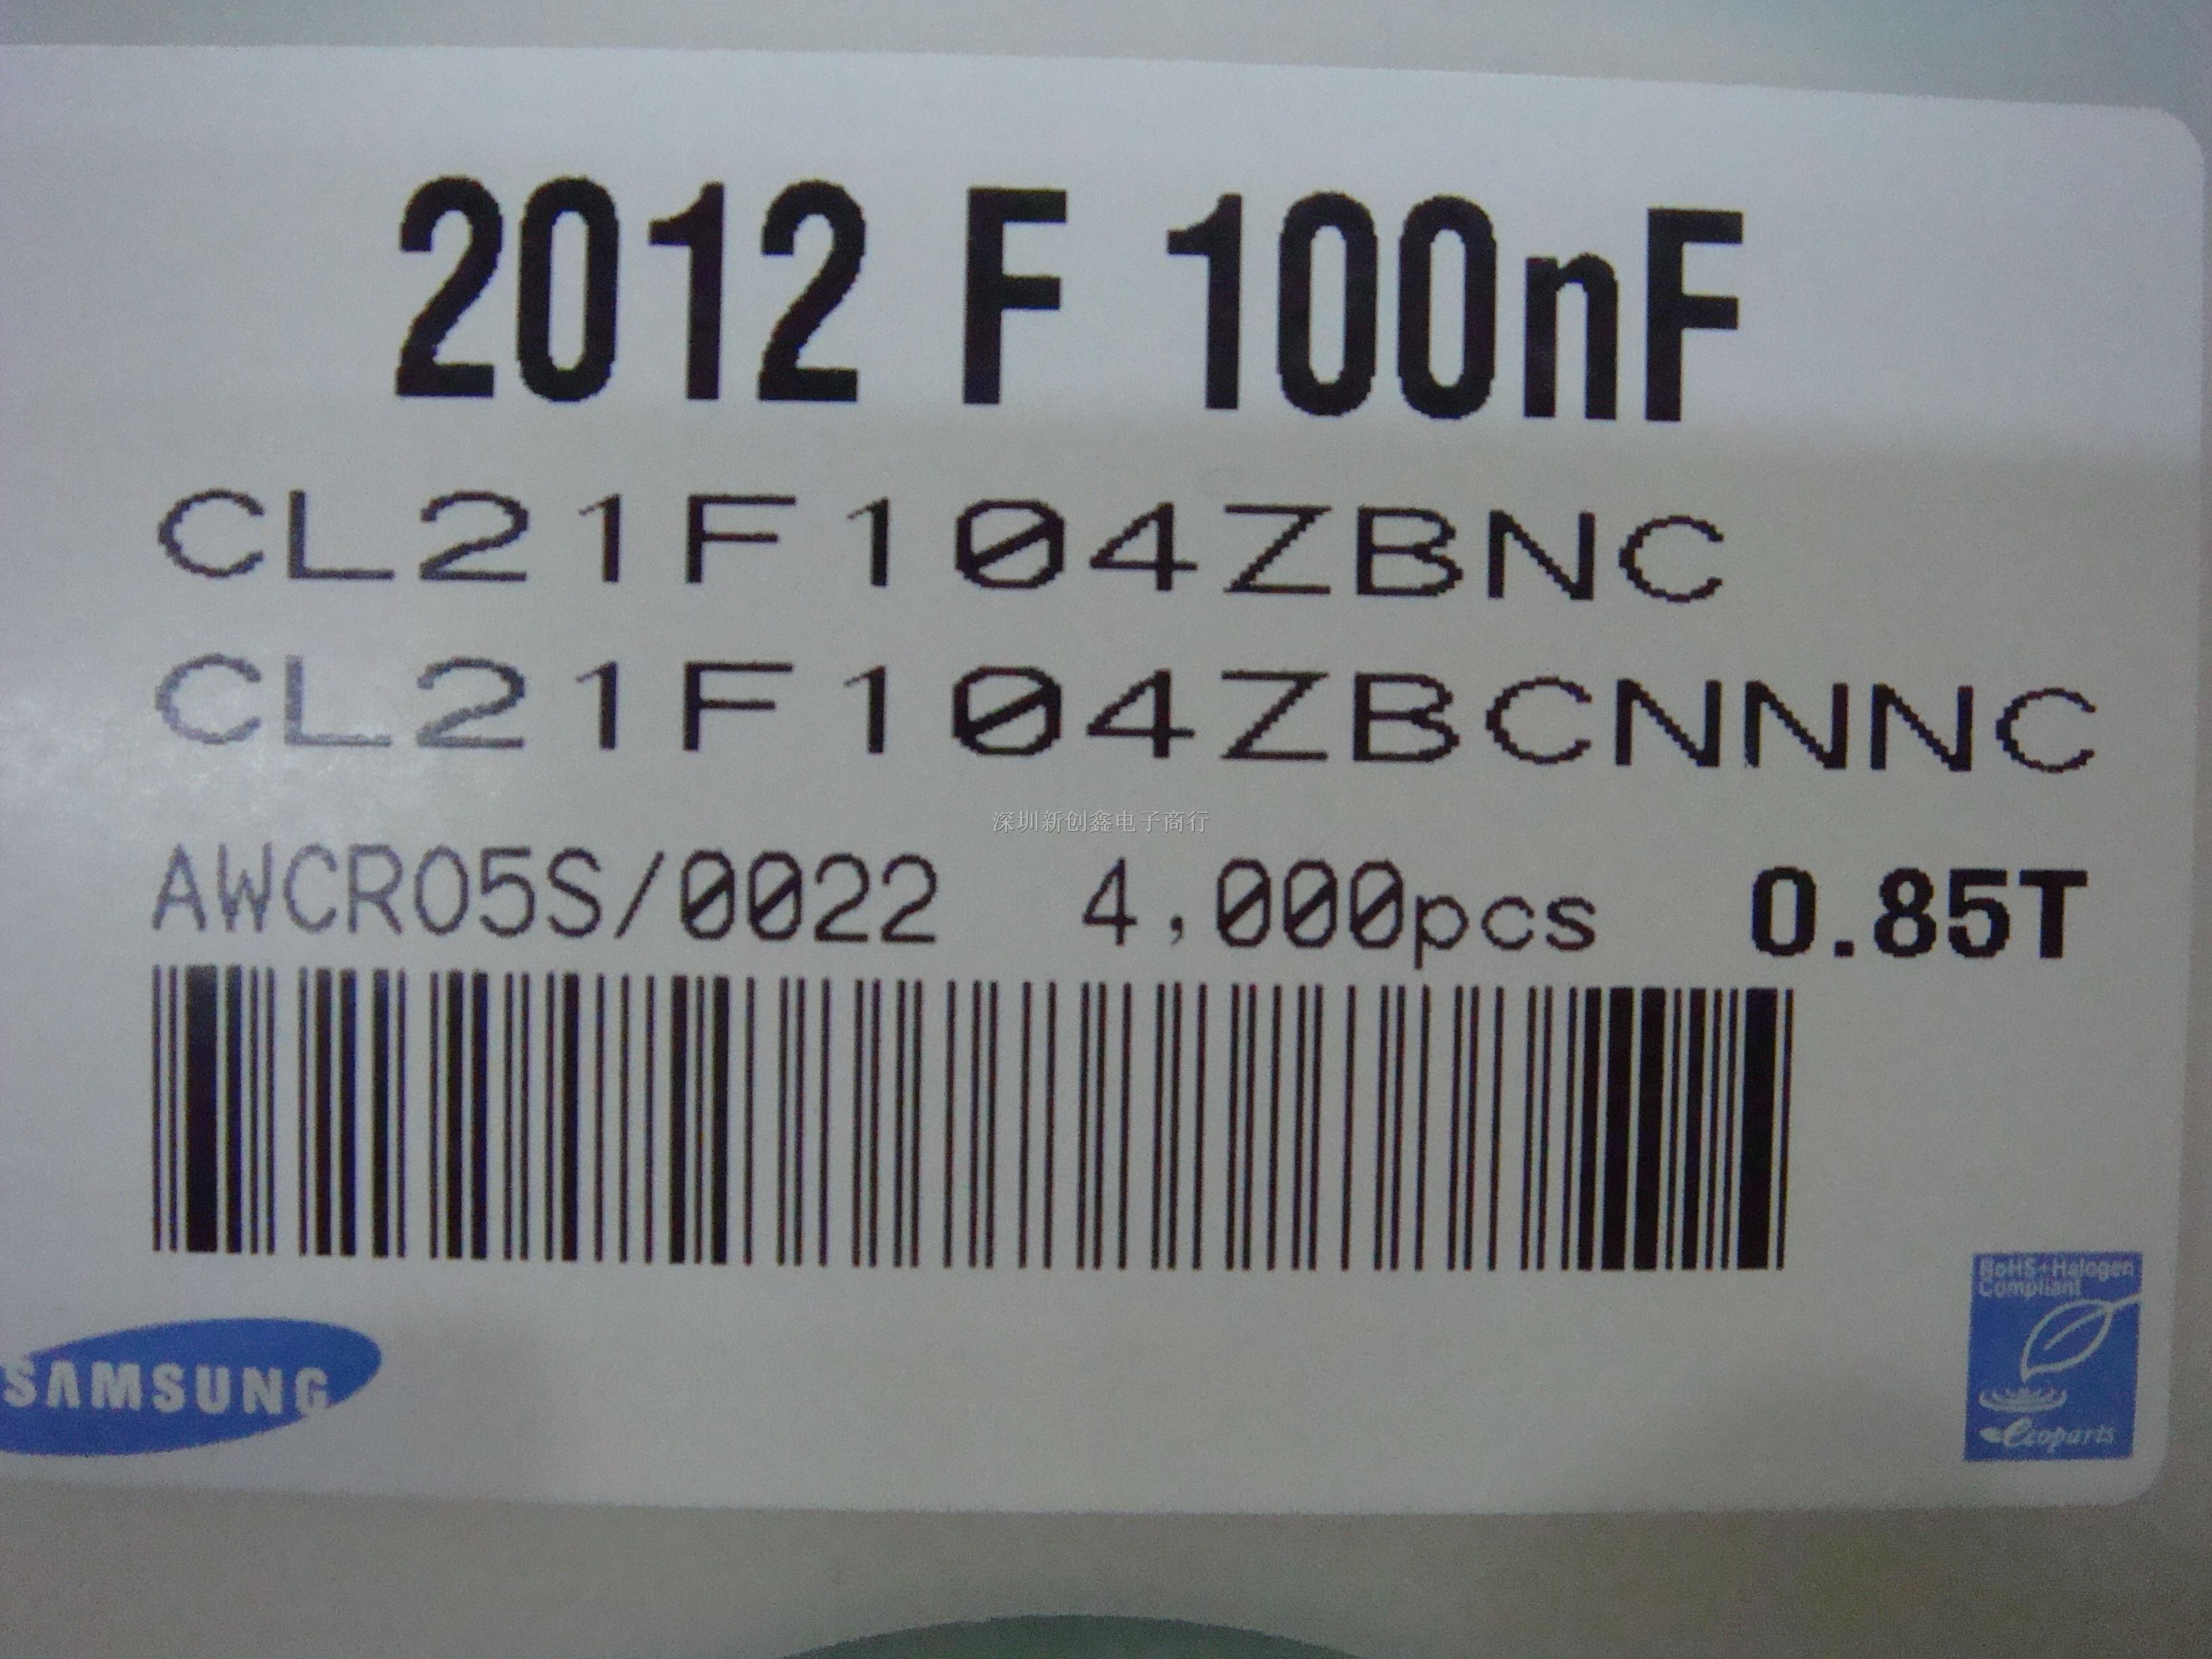 2012 F 100nF
CL21F104ZBNC
CL21F104ZBCNNNC
深圳新创鑫电子商行
AWCRO5S/0022 4,000pcs 0.85T
RoHS+Halogen
Compliant
SAMSUNG
ecoparts